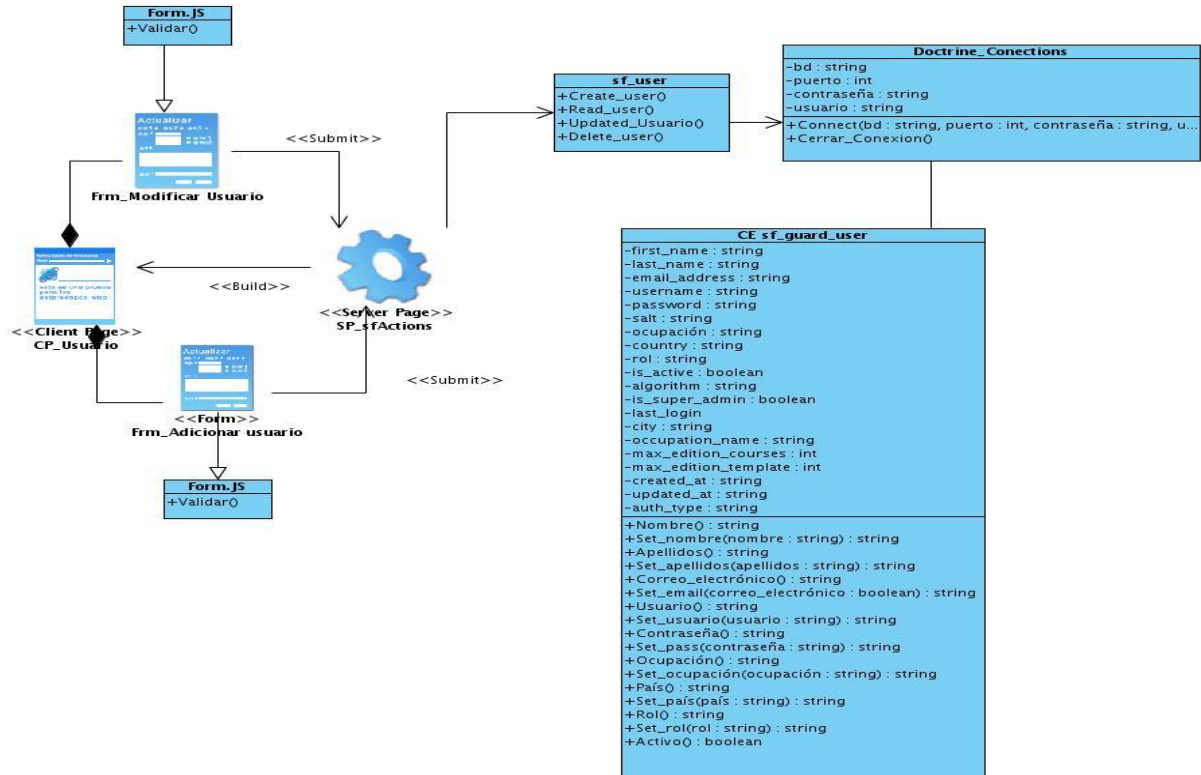 Form.JS
+Validar()
Actualizar
Frm_Modificar Usuario
<<Submit>>
<<Client Page>>
CP_Usuario
<<Build>>
<<Server Page>>
SP_sfActions
Actualizar
<<Form>>
Frm_Adicionar usuario
<<Submit>>
Form.JS
+Validar()
sf_user
+Create_user()
+Read_user()
+Updated_Usuario()
+Delete_user()
Doctrine_Conections
-bd : string
-puerto : int
-contraseña : string
-usuario : string
+Connect(bd : string, puerto : int, contraseña : string, u...
+Cerrar_Conexion()
CE sf_guard_user
-first_name : string
-last_name : string
-email_address : string
-username : string
-password : string
-salt : string
-ocupación : string
-country : string
-rol : string
-is_active : boolean
-algorithm : string
-is_super_admin : boolean
-last_login
-city : string
-occupation_name : string
-max_edition_courses : int
-max_edition_template : int
-created_at : string
-updated_at : string
-auth_type : string
+Nombre() : string
+Set_nombre(nombre : string) : string
+Apellidos() : string
+Set_apellidos(apellidos : string) : string
+Correo_electrónico() : string
+Set_email(correo_electrónico : boolean) : string
+Usuario() : string
+Set_usuario(usuario : string) : string
+Contraseña() : string
+Set_pass(contraseña : string) : string
+Ocupación() : string
+Set_ocupación(ocupación : string) : string
+País() : string
+Set_país(país : string) : string
+Rol() : string
+Set_rol(rol : string) : string
+Activo() : boolean